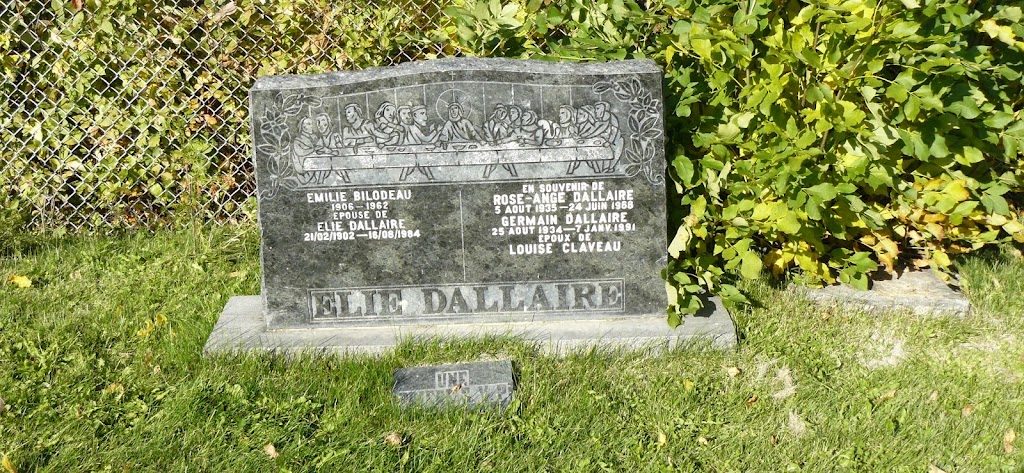 EMILIE BILODEAU
1906-1962
EPOUSE DE
ELIE DALLAIRE
21/02/1902-16/08/1984
EN SOUVENIR DE
ROSE-ANGE DALLAIRE
5 AOUT 1935-24 JUIN 1986
GERMAIN DALLAIRE
25 AOUT 1934-7 JANV. 1991
EPOUX DE
LOUISE CLAVEAU
ELIE DALLAIRE